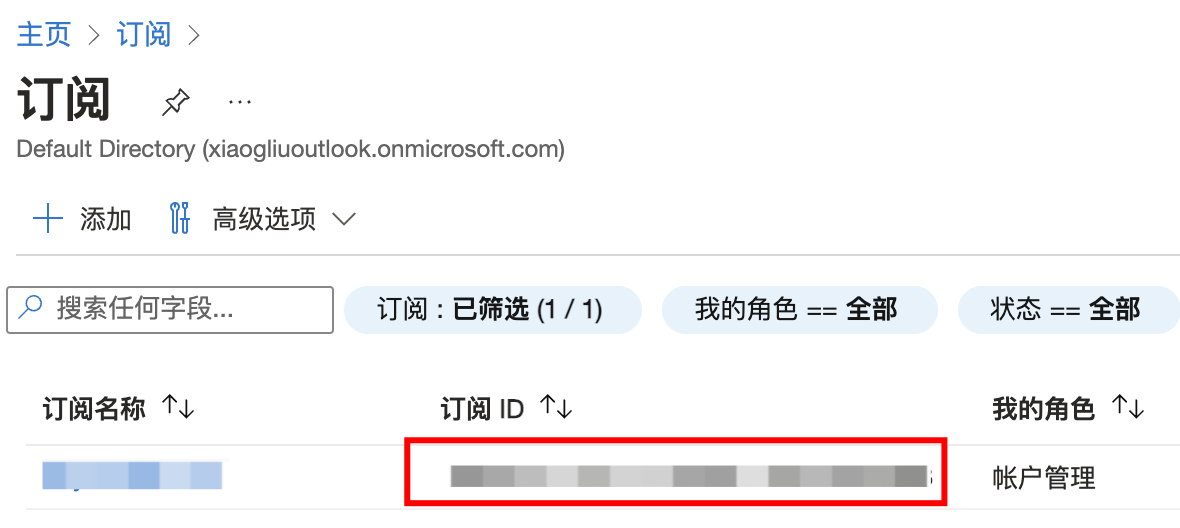 主页 > 订阅 >
订阅 ...
Default Directory (xiaogliuoutlook.onmicrosoft.com)
添加 高级选项
搜索任何字段... 订阅 : 已筛选 (1 / 1) 我的角色 == 全部 状态 == 全部
订阅名称 ↑↓ 订阅 ID ↑↓ 我的角色 ↑↓
帐户管理